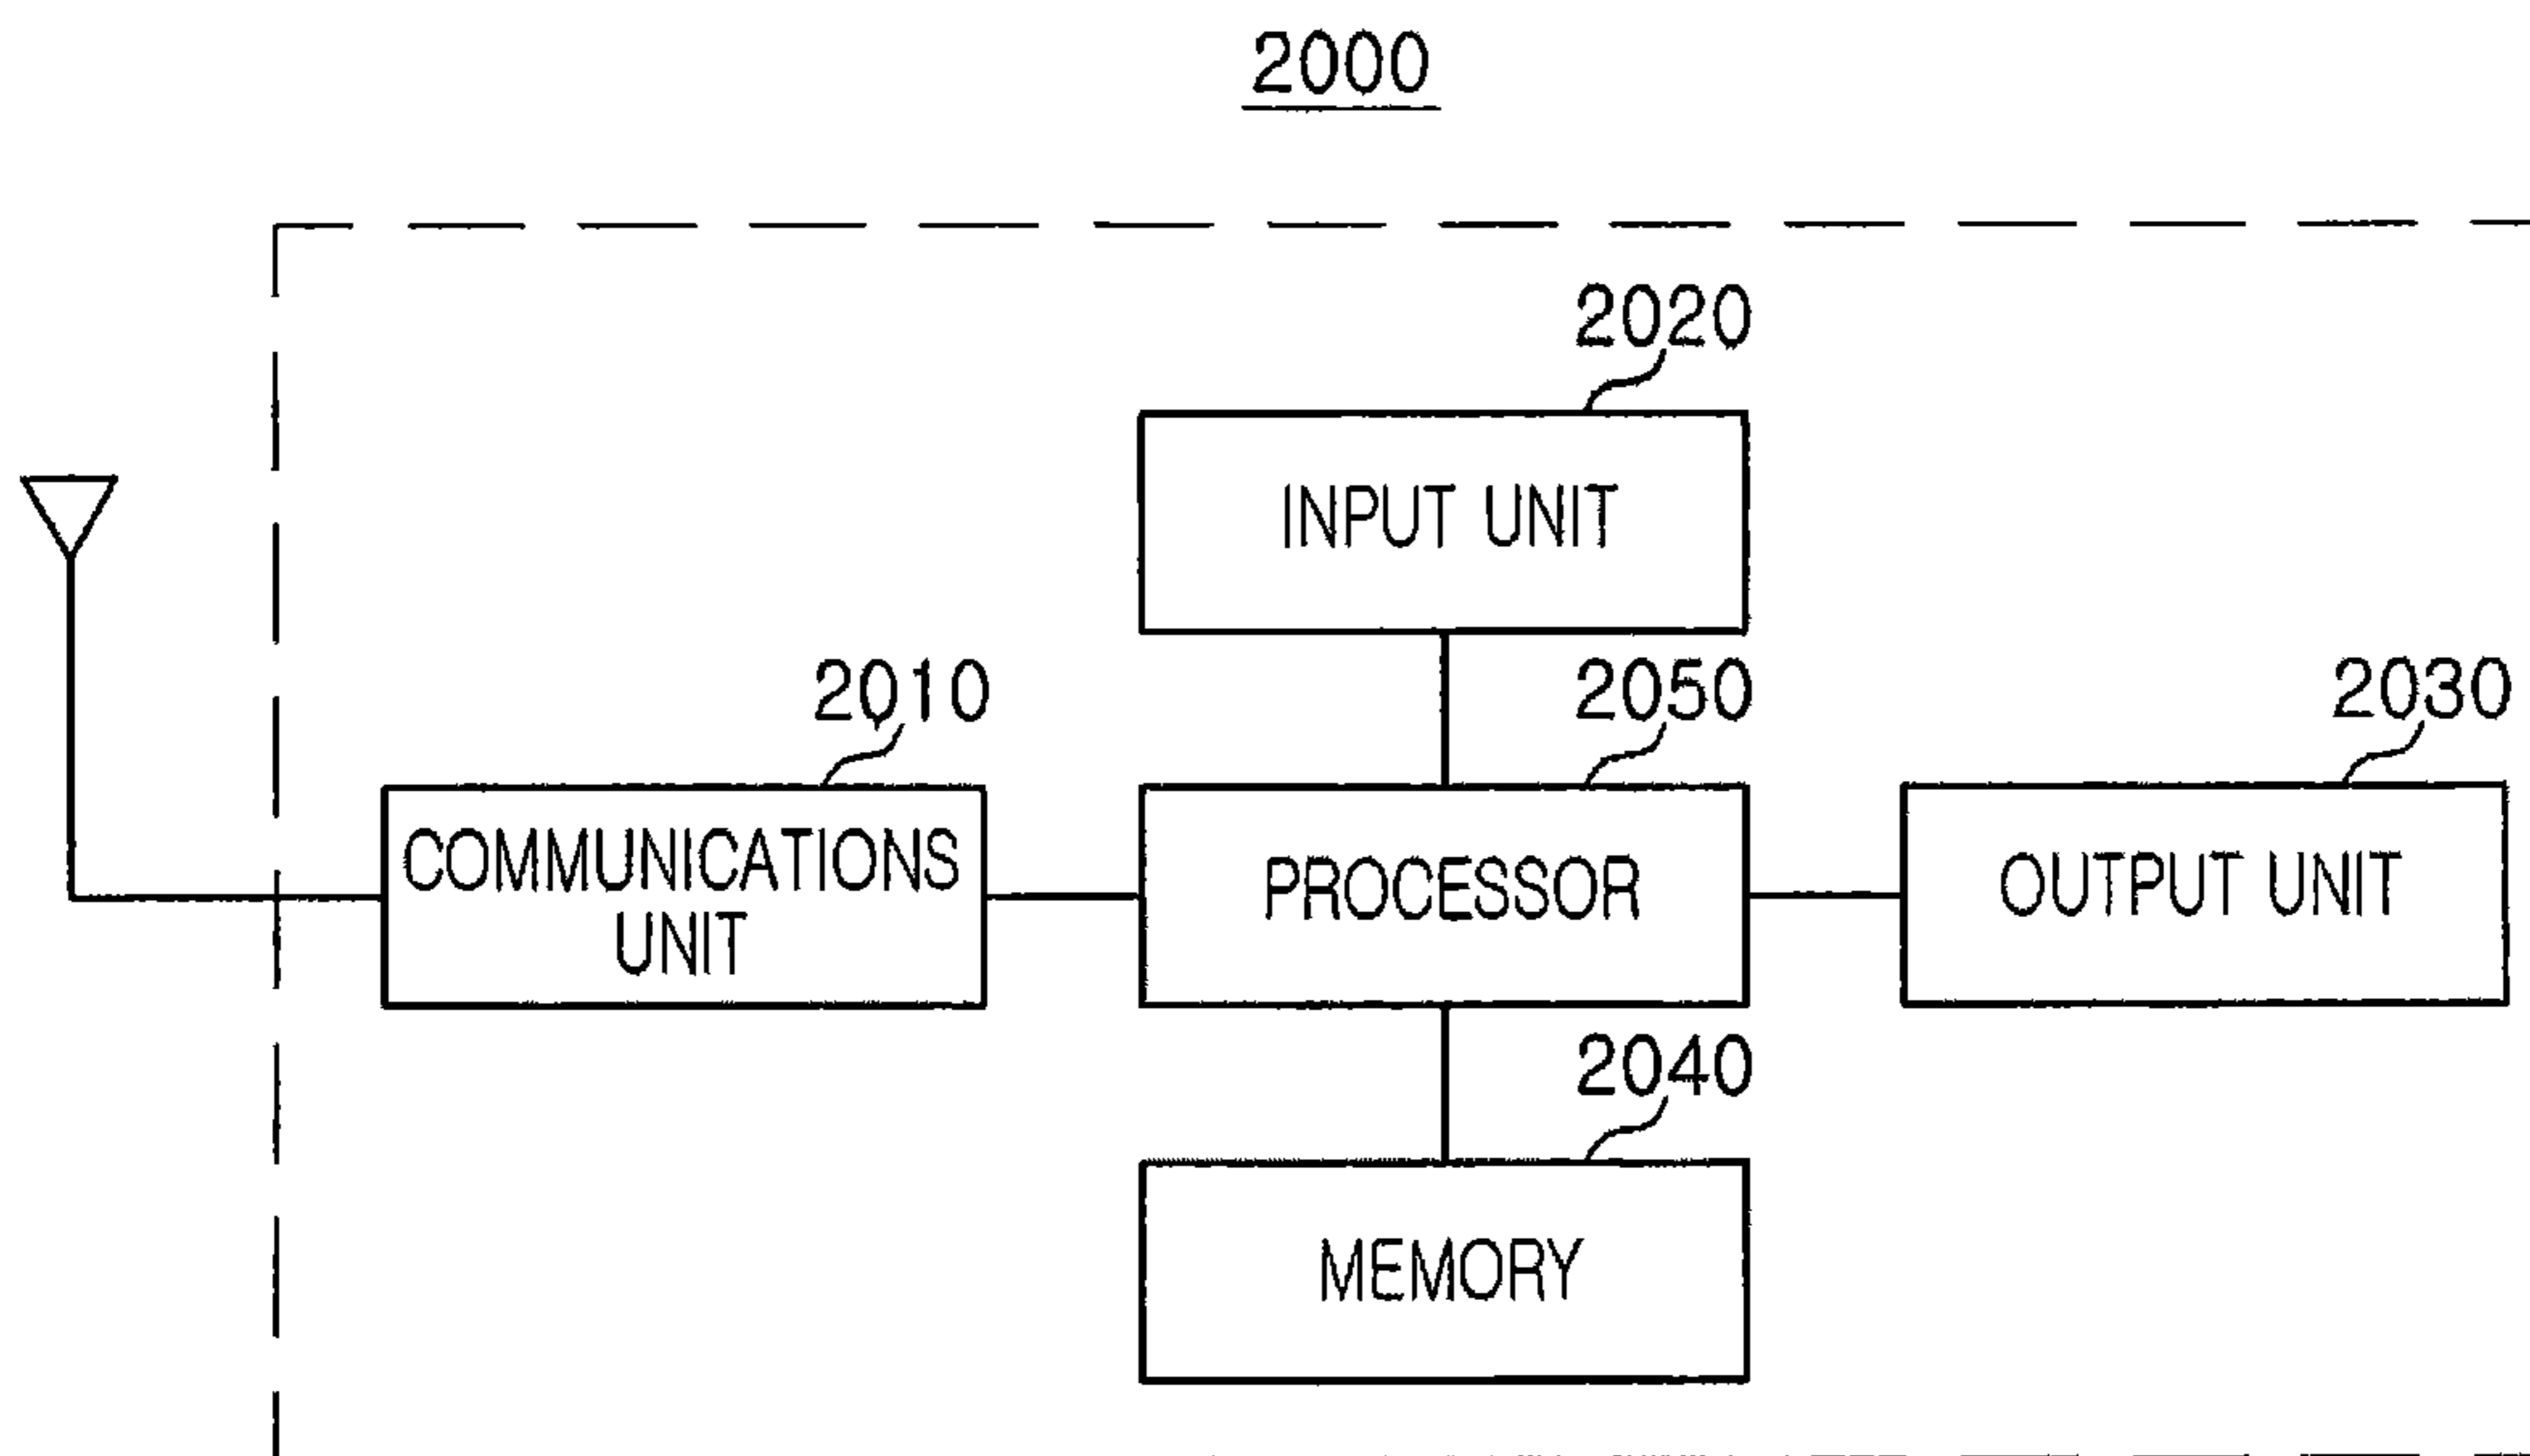 2000
2020
INPUT UNIT
2010
2050
2030
COMMUNICATIONS
UNIT
PROCESSOR
OUTPUT UNIT
2040
MEMORY